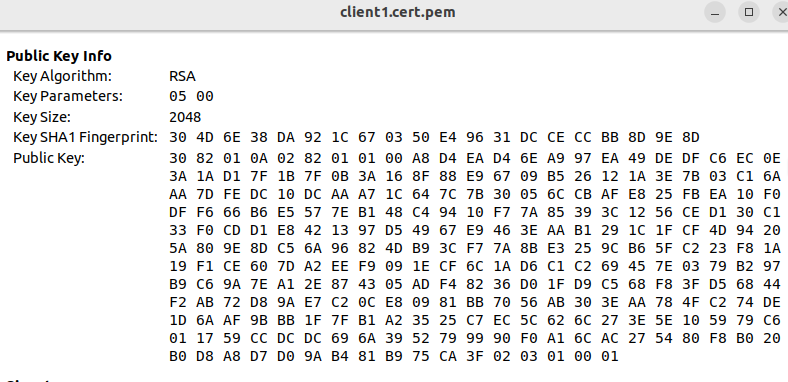 client1.cert.pem
Public Key Info
Key Algorithm: RSA
Key Parameters: 05 00
Key Size: 2048
Key SHA1 Fingerprint: 30 4D 6E 38 DA 92 1C 67 03 50 E4 96 31 DC CE CC BB 8D 9E 8D
Public Key: 30 82 01 0A 02 82 01 01 00 A8 D4 EA D4 6E A9 97 EA 49 DE DF C6 EC 0E
3A 1A D1 7F 1B 7F 0B 3A 16 8F 88 E9 67 09 B5 26 12 1A 3E 7B 03 C1 6A
AA 7D FE DC 10 DC AA A7 1C 64 7C 7B 30 05 6C CB AF E8 25 FB EA 10 F0
DF F6 66 B6 E5 57 7E B1 48 C4 94 10 F7 7A 85 39 3C 12 56 CE D1 30 C1
33 F0 CD D1 E8 42 13 97 D5 49 67 E9 46 3E AA B1 29 1C 1F CF 4D 94 20
5A 80 9E 8D C5 6A 96 82 4D B9 3C F7 7A 8B E3 25 9C B6 5F C2 23 F8 1A
19 F1 CE 60 7D A2 EE F9 09 1E CF 6C 1A D6 C1 C2 69 45 7E 03 79 B2 97
B9 C6 9A 7E A1 2E 87 43 05 AD F4 82 36 D0 1F D9 C5 68 F8 3F D5 68 44
F2 AB 72 D8 9A E7 C2 0C E8 09 81 BB 70 56 AB 30 3E AA 78 4F C2 74 DE
1D 6A AF 9B BB 1F 7F B1 A2 35 25 C7 EC 5C 62 6C 27 3E 5E 10 59 79 C6
01 17 59 CC DC DC 69 6A 39 52 79 99 90 F0 A1 6C AC 27 54 80 F8 B0 20
B0 D8 A8 D7 D0 9A B4 81 B9 75 CA 3F 02 03 01 00 01